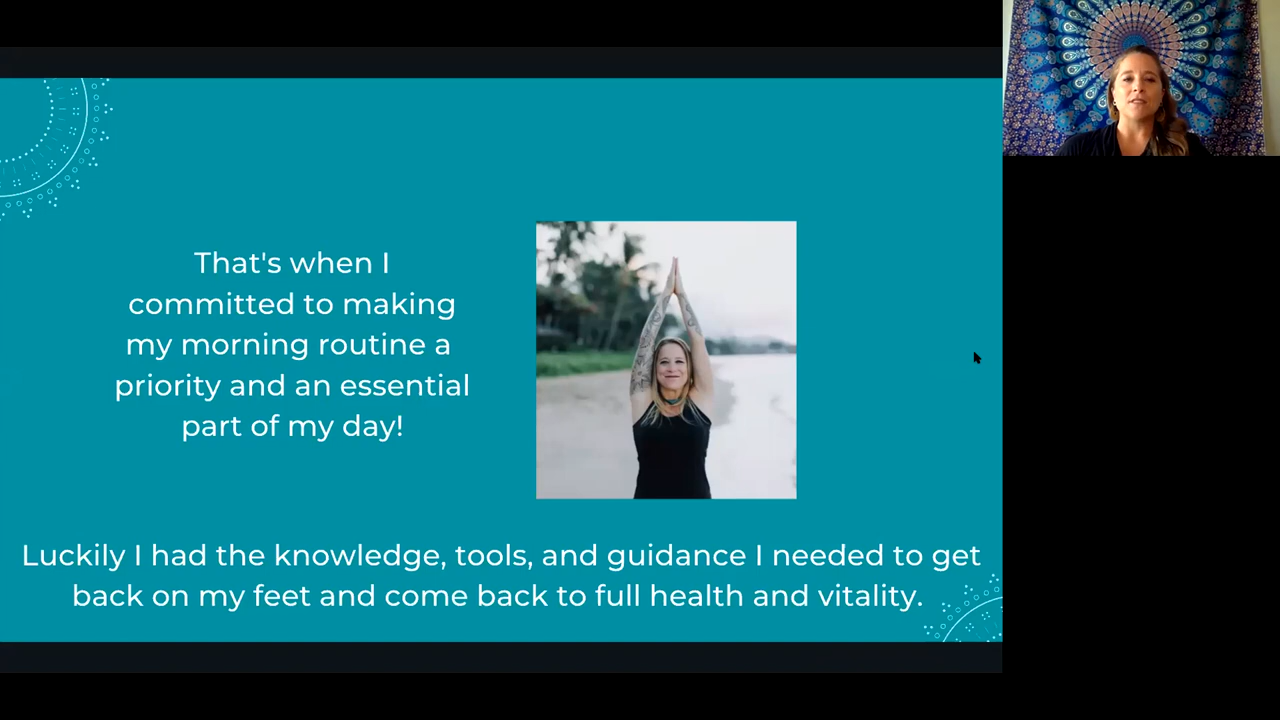 That's when I
committed to making
my morning routine a
priority and an essential
part of my day!
Luckily I had the knowledge, tools, and guidance I needed to get
back on my feet and come back to full health and vitality.